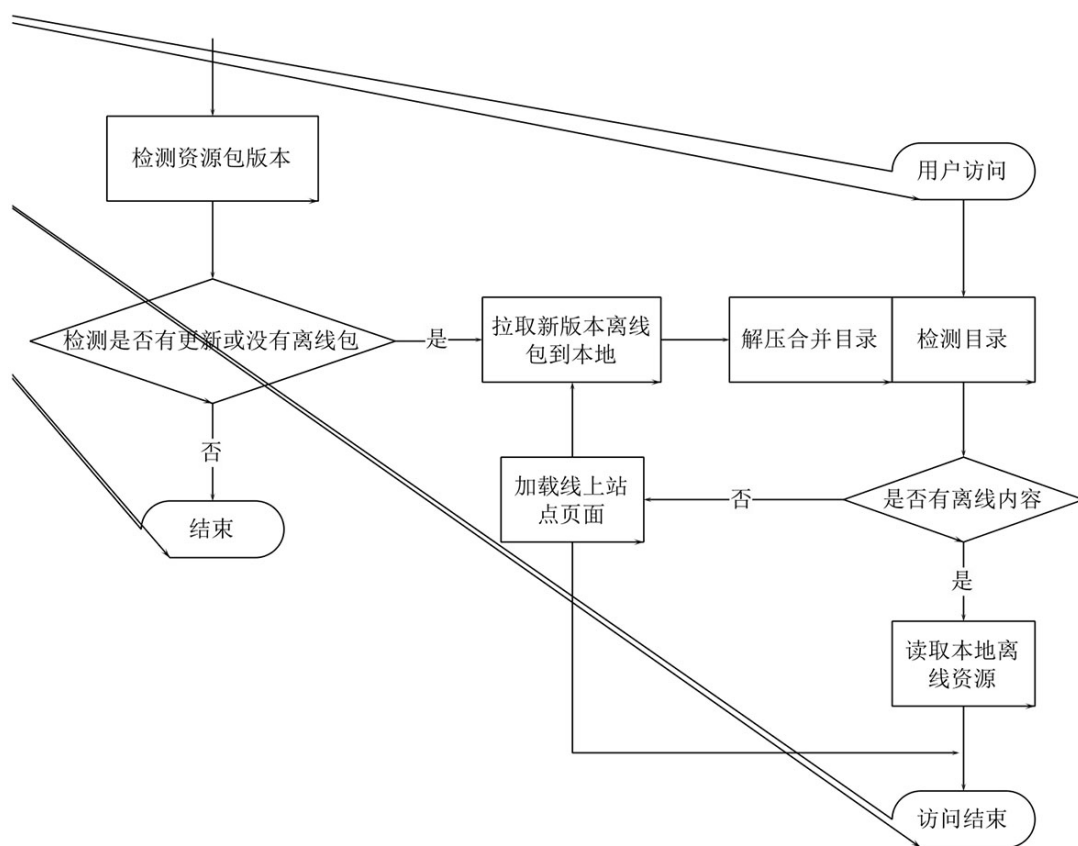 检测资源包版本
用户访问
检测是否有更新或没有离线包
是
拉取新版本离线
包到本地
解压合并目录
检测目录
否
加载线上站
点页面
否
是否有离线内容
结束
是
读取本地离
线资源
访问结束